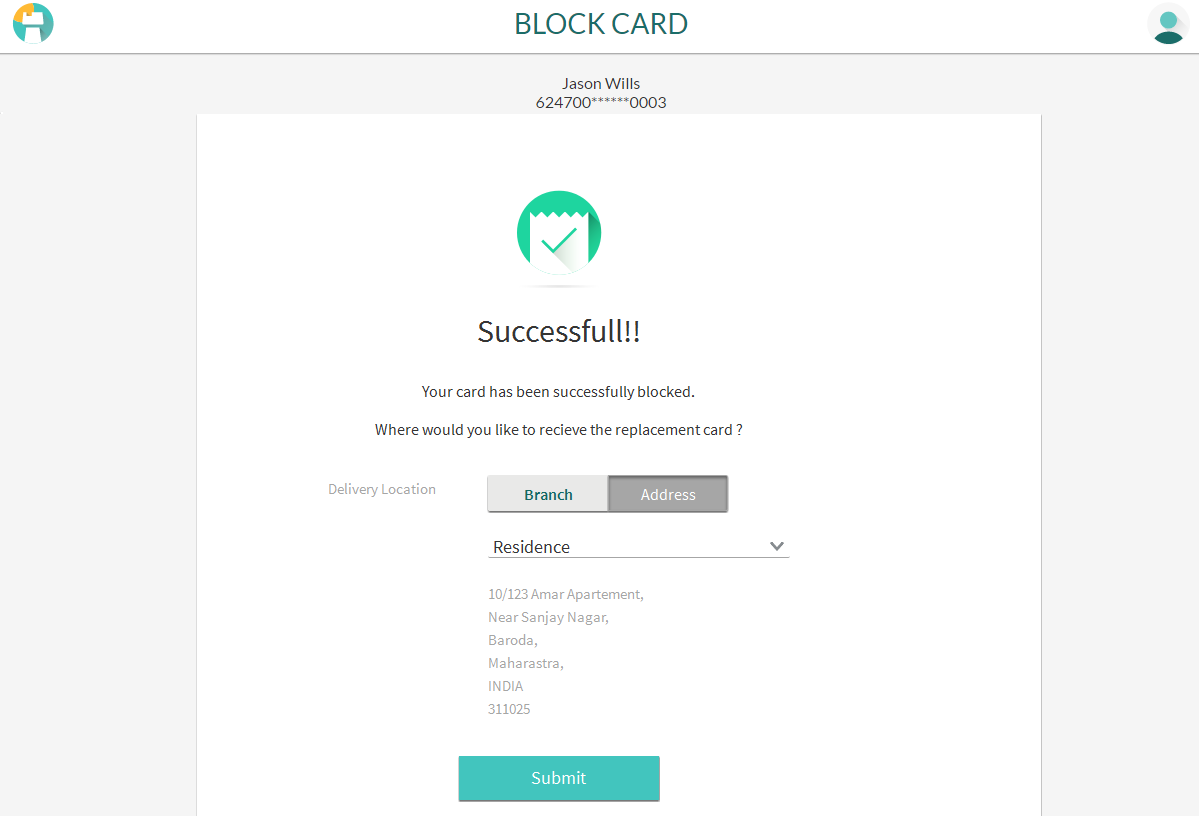 BLOCK CARD
Jason Wills
624700******0003
Successfull!!
Your card has been successfully blocked.
Where would you like to recieve the replacement card ?
Delivery Location
Branch
Address
Residence
10/123 Amar Apartement,
Near Sanjay Nagar,
Baroda,
Maharastra,
INDIA
311025
Submit